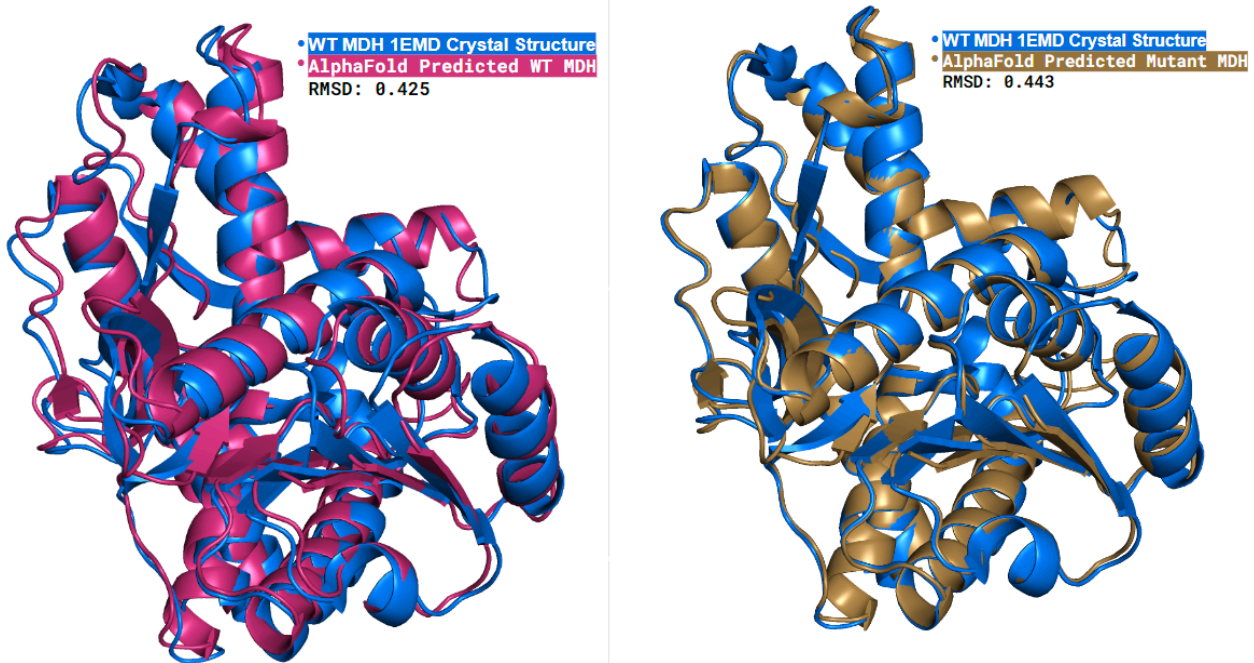 • WT MDH 1EMD Crystal Structure
• AlphaFold Predicted WT MDH
RMSD: 0.425
• WT MDH 1EMD Crystal Structure
• AlphaFold Predicted Mutant MDH
RMSD: 0.443